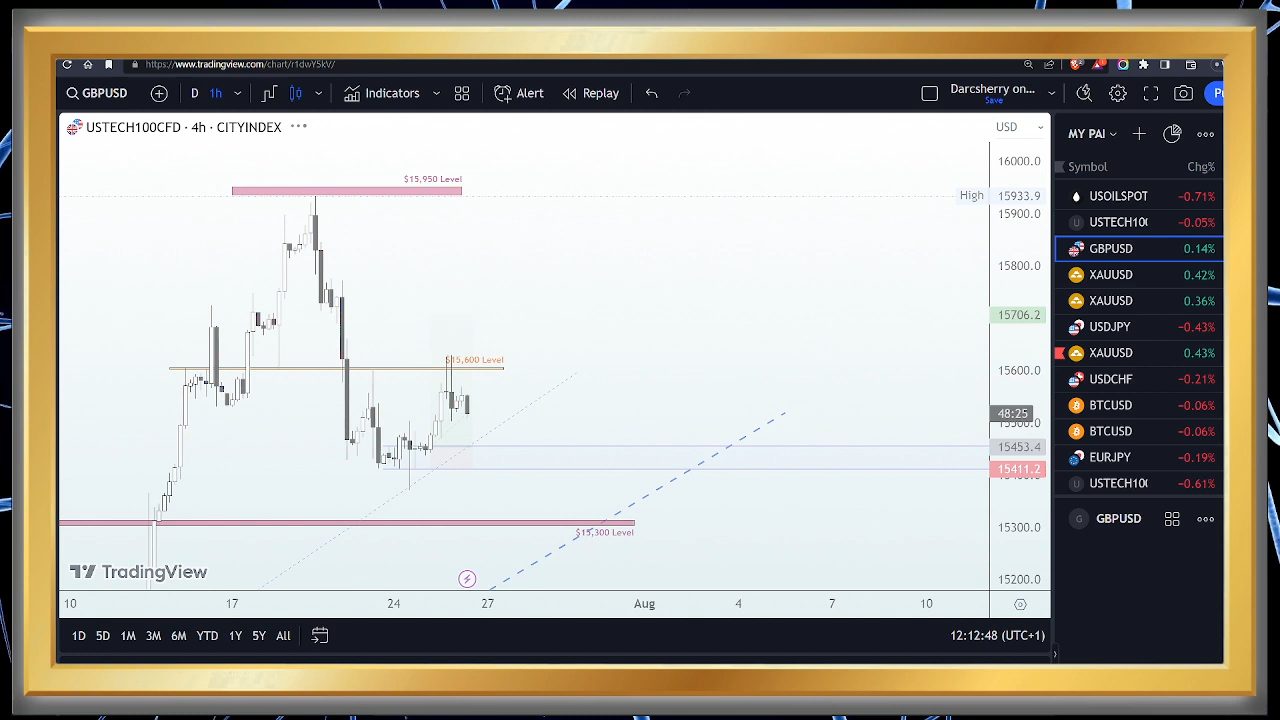 https://www.tradingview.com/chart/r1dwY5kV/
GBPUSD D 1h Indicators Alert Replay Darcsherry on... Save
USTECH100CFD · 4h · CITYINDEX ···
USD
MY PAI
Symbol Chg%
USOILSPOT −0.71%
USTECH10 −0.05%
GBPUSD 0.14%
XAUUSD 0.42%
XAUUSD 0.36%
USDJPY −0.43%
XAUUSD 0.43%
USDCHF −0.21%
BTCUSD −0.06%
BTCUSD −0.06%
EURJPY −0.19%
USTECH10 −0.61%
G GBPUSD
16000.0
$15,950 Level
High 15933.9
15900.0
15800.0
15706.2
15600.0
$15,600 Level
48:25
15453.4
15411.2
15300.0
$15,300 Level
15200.0
TradingView
10 17 24 27 Aug 4 7 10
1D 5D 1M 3M 6M YTD 1Y 5Y All
12:12:48 (UTC+1)